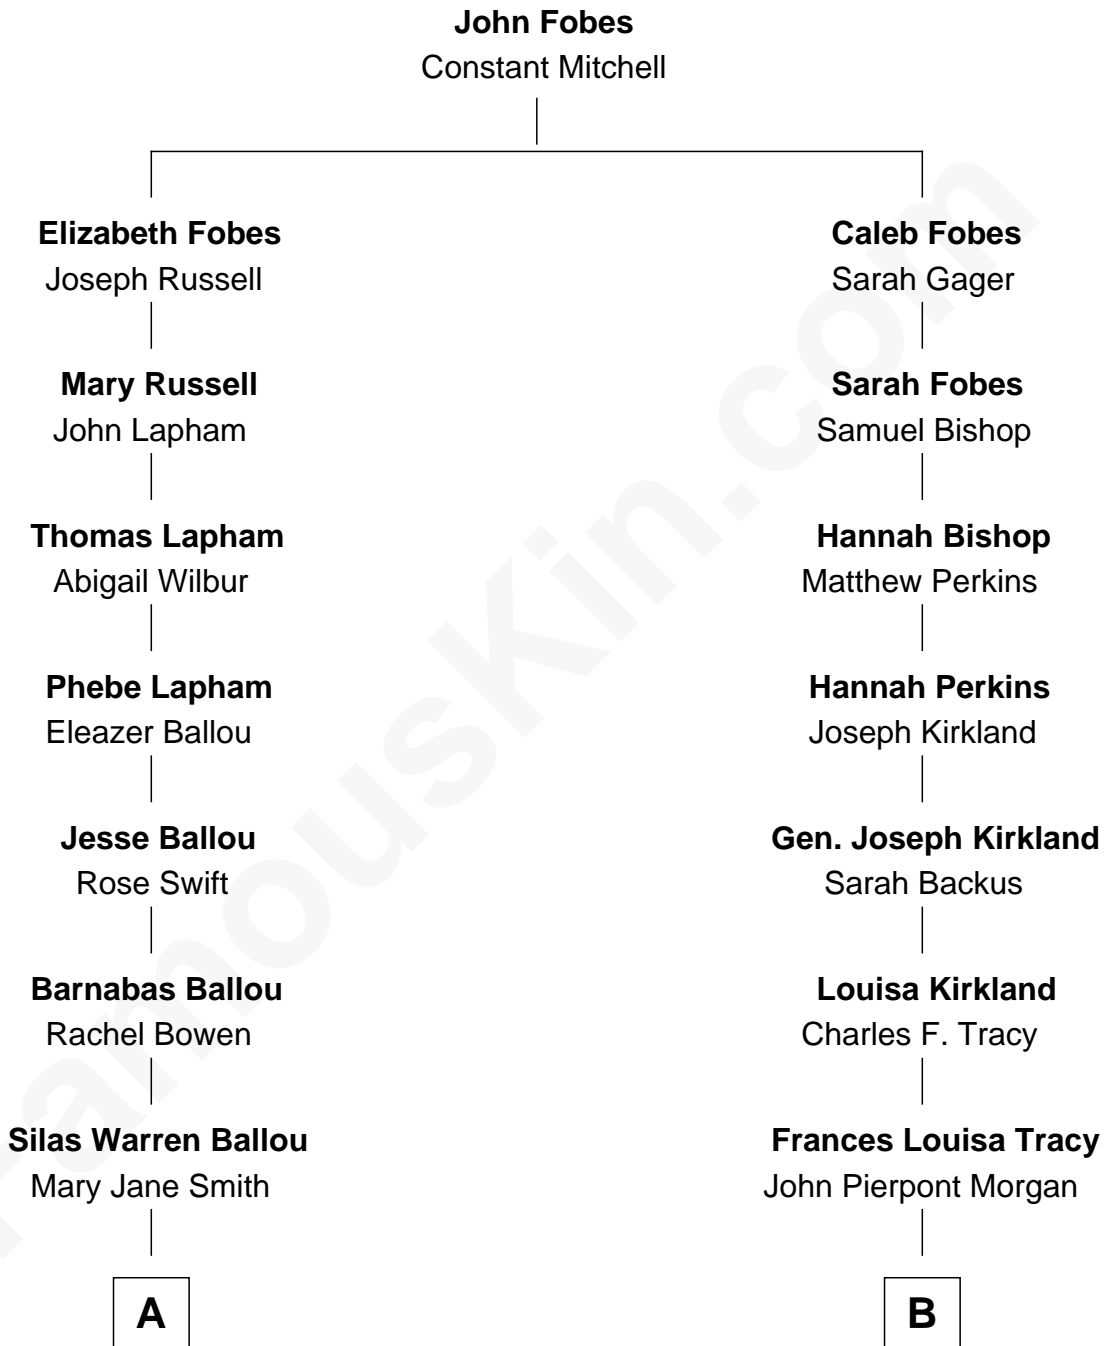 John Fobes
Constant Mitchell
Elizabeth Fobes
Joseph Russell
Caleb Fobes
Sarah Gager
Mary Russell
John Lapham
Sarah Fobes
Samuel Bishop
Thomas Lapham
Abigail Wilbur
Hannah Bishop
Matthew Perkins
Phebe Lapham
Eleazer Ballou
Hannah Perkins
Joseph Kirkland
Jesse Ballou
Rose Swift
Gen. Joseph Kirkland
Sarah Backus
Barnabas Ballou
Rachel Bowen
Louisa Kirkland
Charles F. Tracy
Silas Warren Ballou
Mary Jane Smith
Frances Louisa Tracy
John Pierpont Morgan
A
B
FamousKin.com